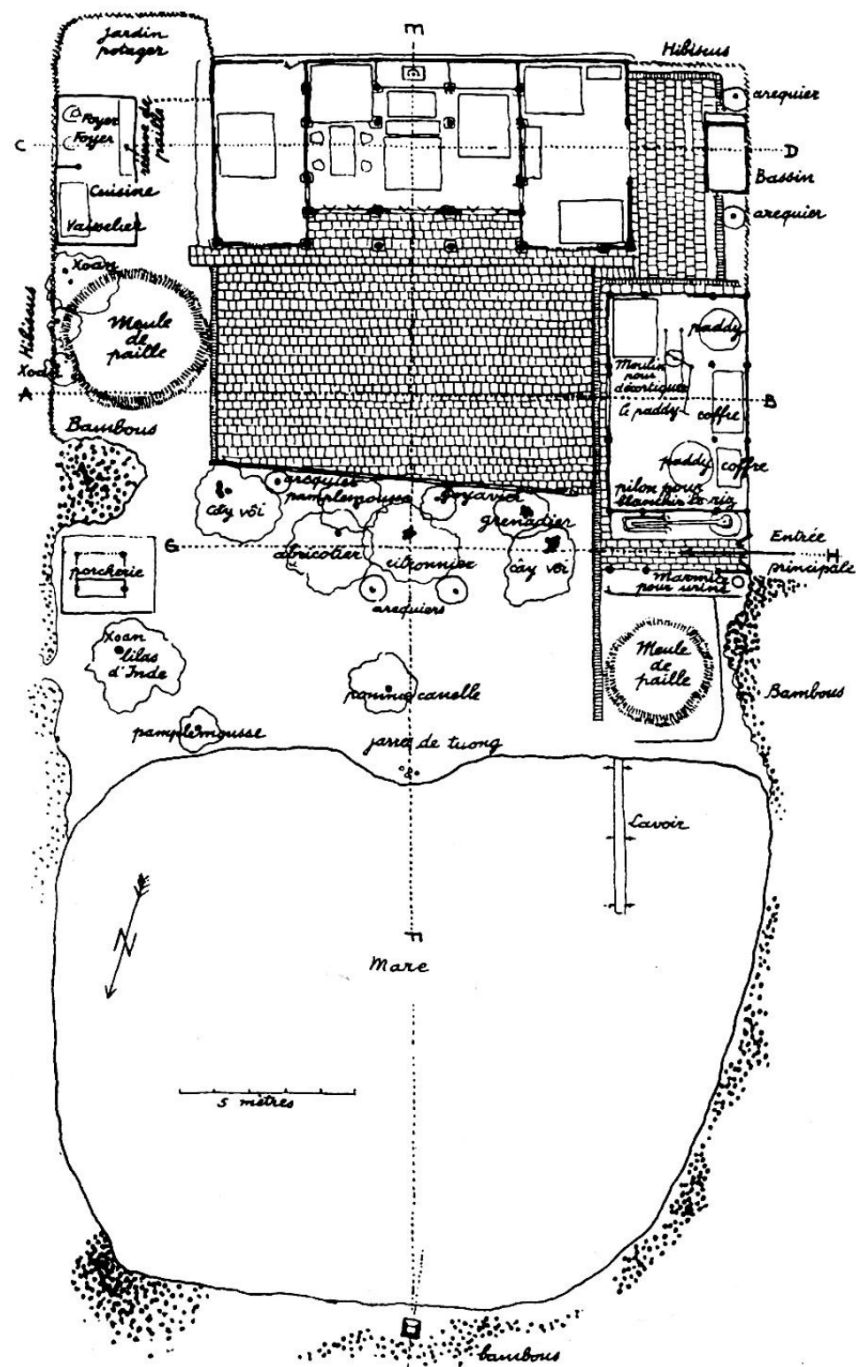 Jardin
potager
E
Hibiscus
arequier
Foyer
Foyer
réserve de
paille
C
D
Cuisine
Bassin
Vaisselier
arequier
Xoan
Hibiscus
Meule
de
paille
Xoan
paddy
Moulin
pour
décortiquer
le paddy
A
B
coffre
Bambous
paddy
coffre
pilon pour
blanchir le riz
arequier
pamplemousse
goyavier
cây vôi
grenadier
G
abricotier
citronnier
cây vôi
Entrée
principale
H
porcherie
Marmite
pour urine
arequiers
Xoan
lilas
d'Inde
Meule
de
paille
pomme canelle
Bambous
pamplemousse
jarre de tuong
Lavoir
N
F
Mare
5 mètres
bambous